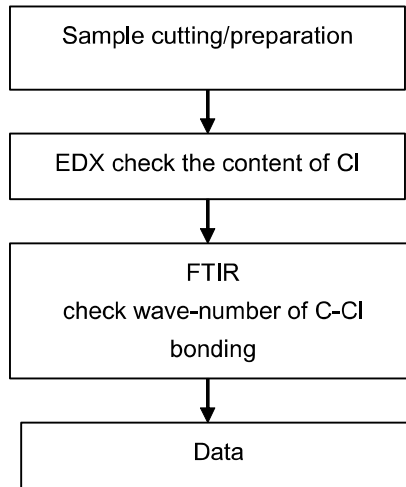 Sample cutting/preparation
EDX check the content of Cl
FTIR
check wave-number of C-Cl
bonding
Data